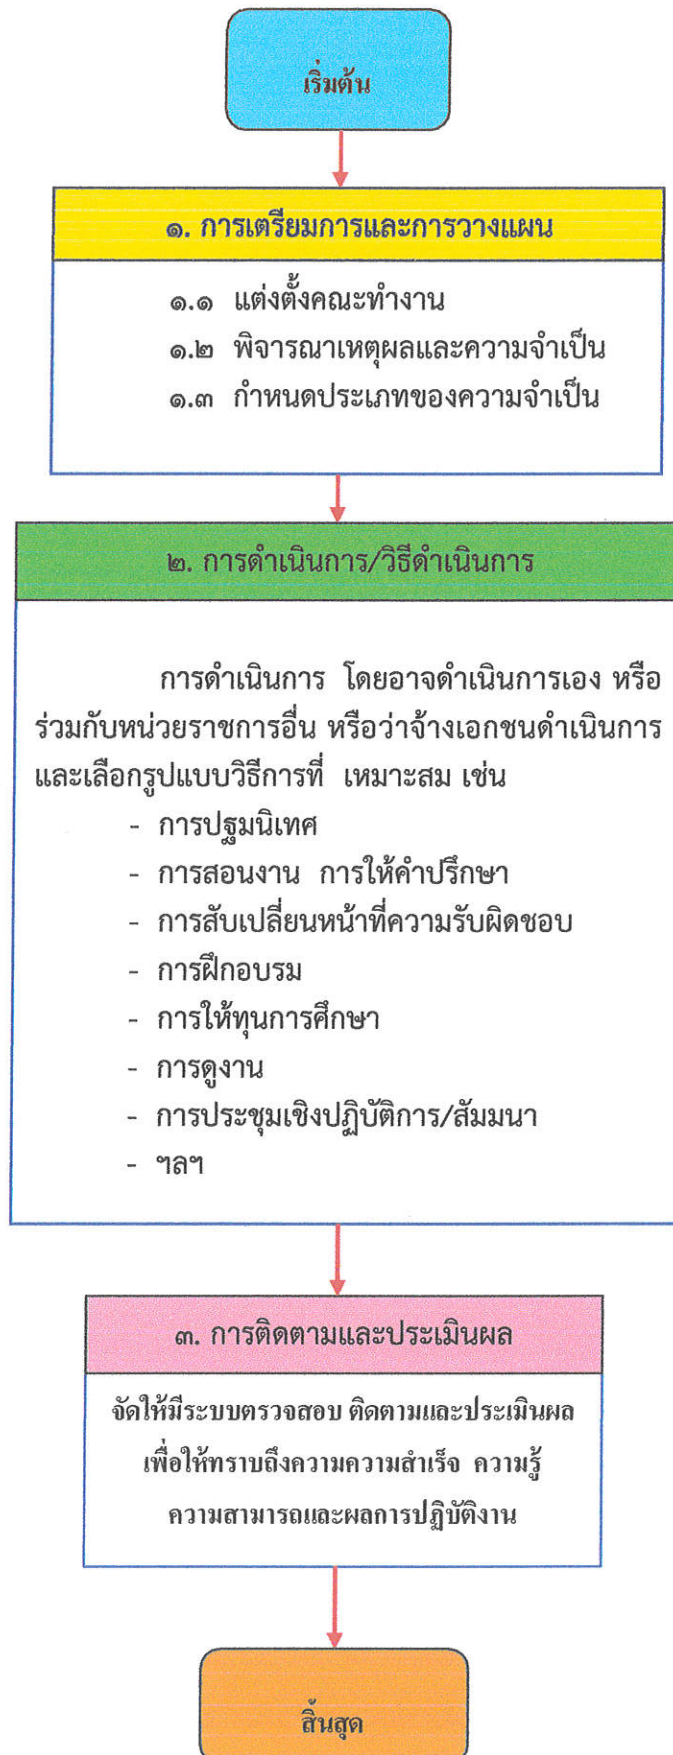 เริ่มต้น
๑. การเตรียมการและการวางแผน
๑.๑ แต่งตั้งคณะทำงาน
๑.๒ พิจารณาเหตุผลและความจำเป็น
๑.๓ กำหนดประเภทของความจำเป็น
๒. การดำเนินการ/วิธีดำเนินการ
การดำเนินการ โดยอาจดำเนินการเอง หรือ
ร่วมกับหน่วยราชการอื่น หรือว่าจ้างเอกชนดำเนินการ
และเลือกรูปแบบวิธีการที่ เหมาะสม เช่น
- การปฐมนิเทศ
- การสอนงาน การให้คำปรึกษา
- การสับเปลี่ยนหน้าที่ความรับผิดชอบ
- การฝึกอบรม
- การให้ทุนการศึกษา
- การดูงาน
- การประชุมเชิงปฏิบัติการ/สัมมนา
- ฯลฯ
๓. การติดตามและประเมินผล
จัดให้มีระบบตรวจสอบ ติดตามและประเมินผล
เพื่อให้ทราบถึงความความสำเร็จ ความรู้
ความสามารถและผลการปฏิบัติงาน
สิ้นสุด